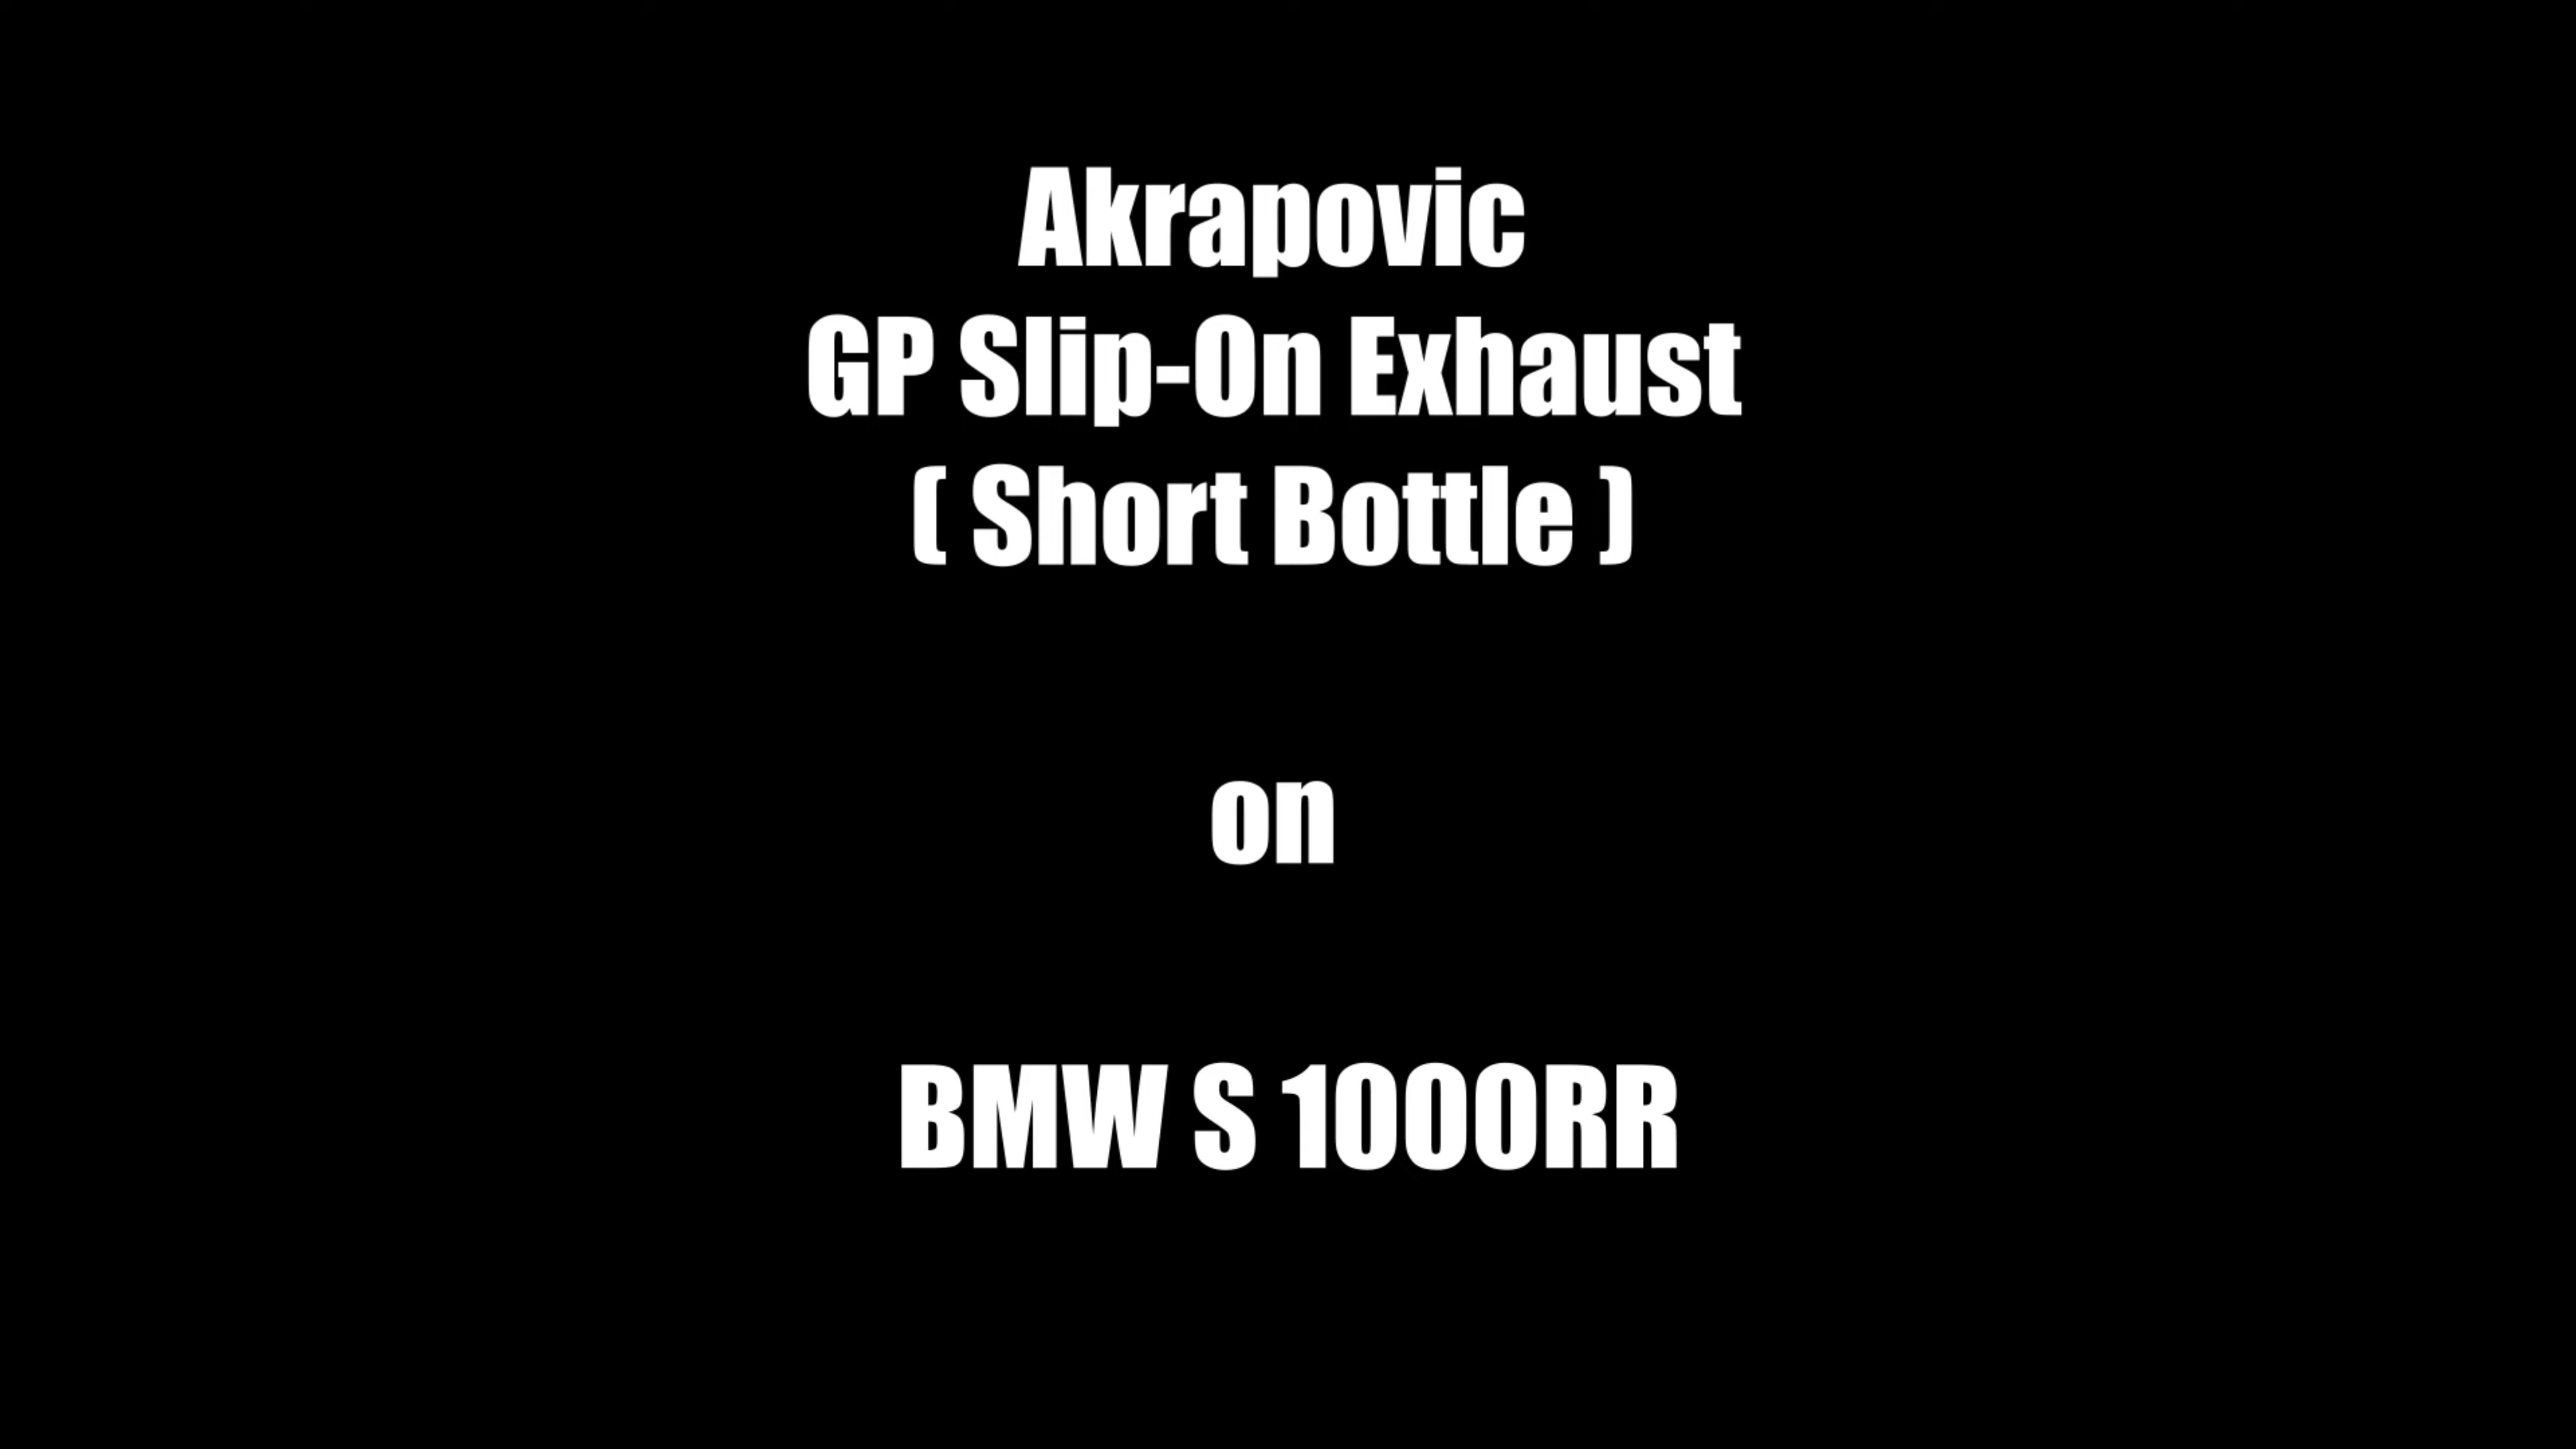 Akrapovic
GP Slip-On Exhaust
( Short Bottle )
on
BMW S 1000RR